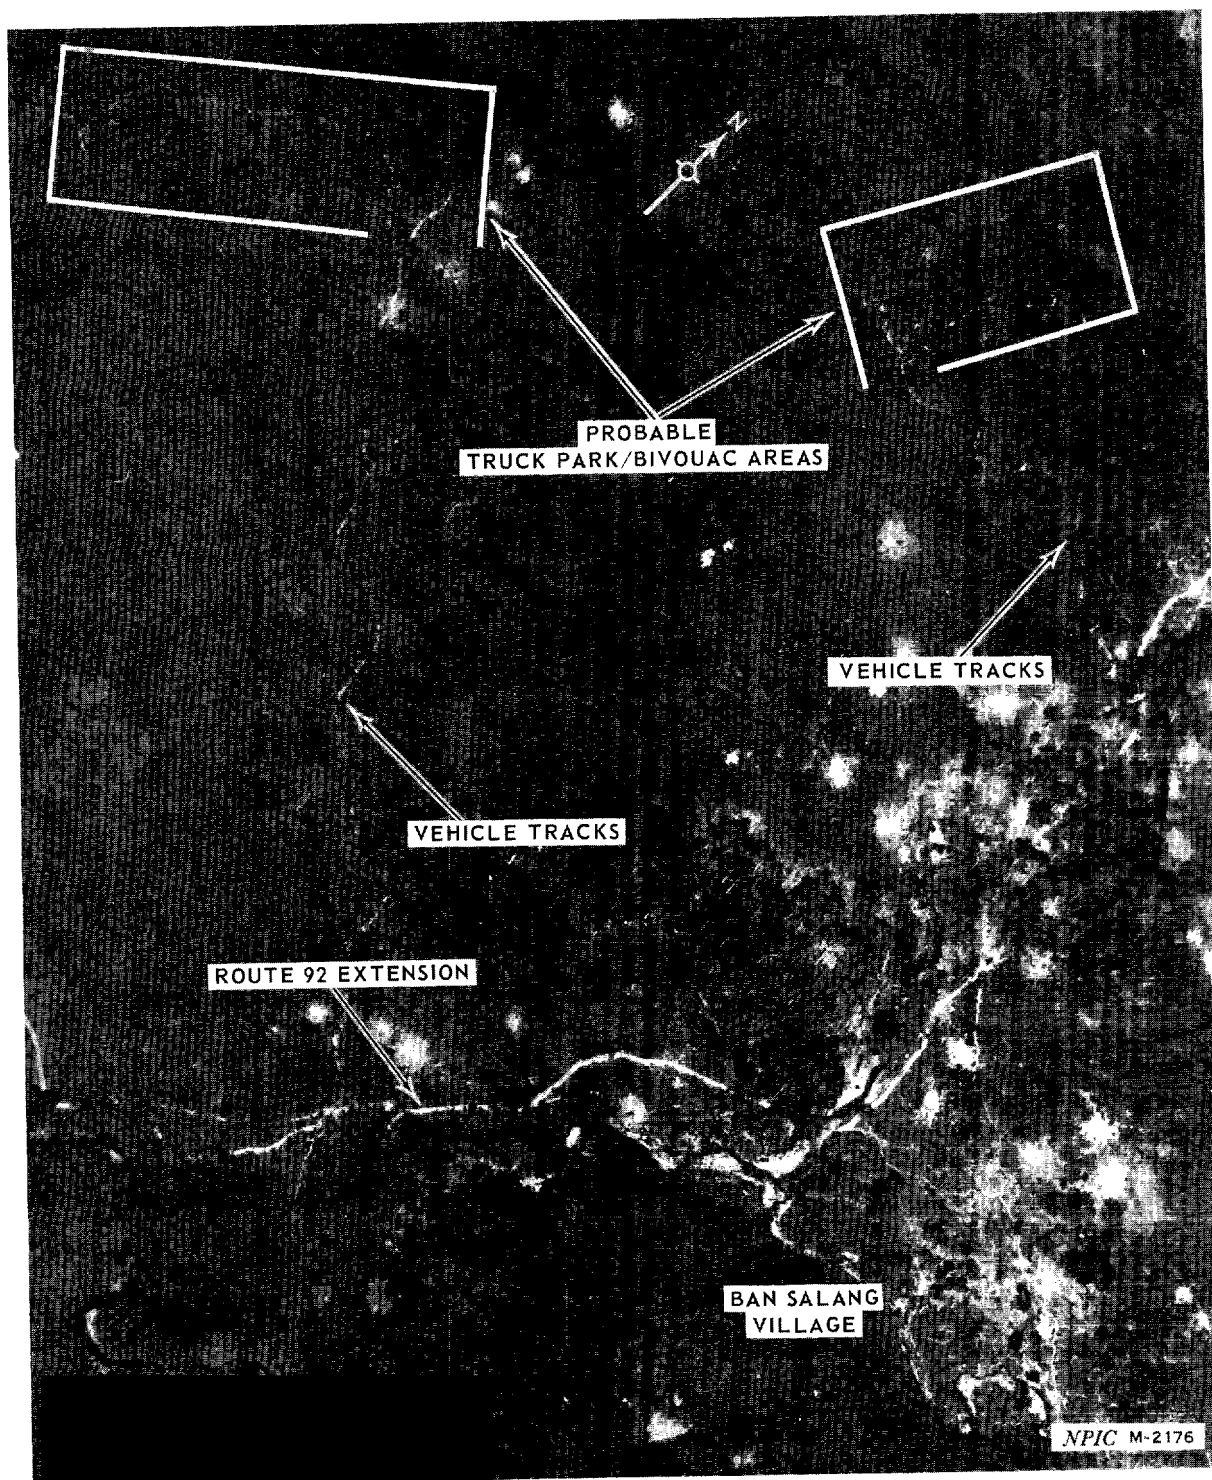 N
PROBABLE
TRUCK PARK/BIVOUAC AREAS
VEHICLE TRACKS
VEHICLE TRACKS
ROUTE 92 EXTENSION
BAN SALANG
VILLAGE
NPIC M-2176